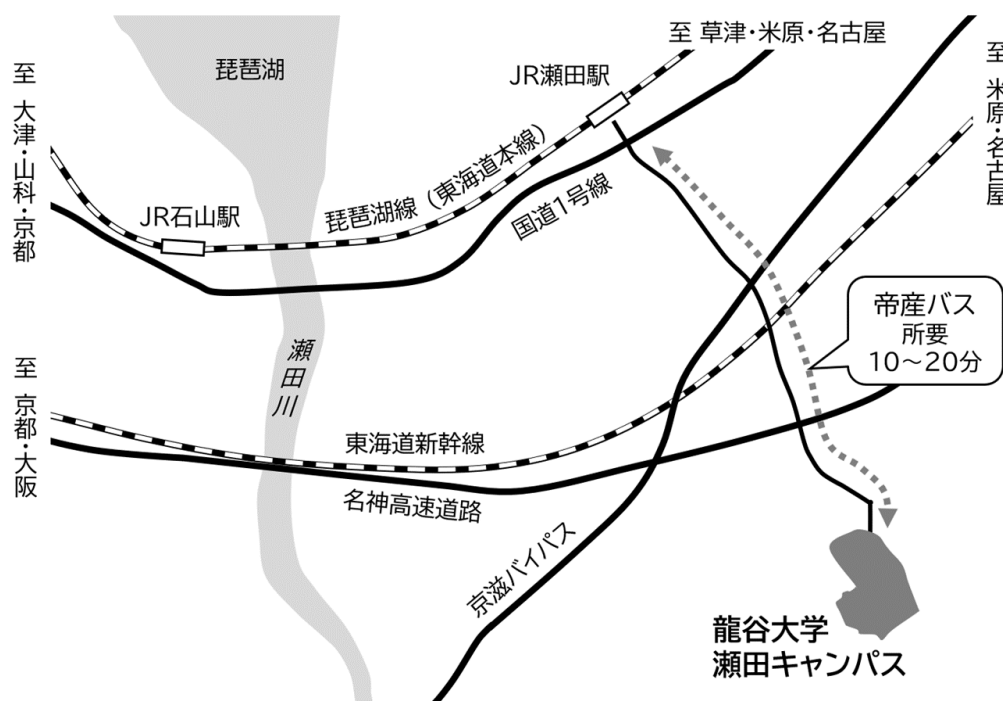 至 草津・米原・名古屋
琵琶湖
JR瀬田駅
至 大津・山科・京都
至 米原・名古屋
琵琶湖線（東海道本線）
JR石山駅
国道1号線
帝産バス
所要
10～20分
瀬田川
至 京都・大阪
東海道新幹線
名神高速道路
京滋バイパス
龍谷大学
瀬田キャンパス